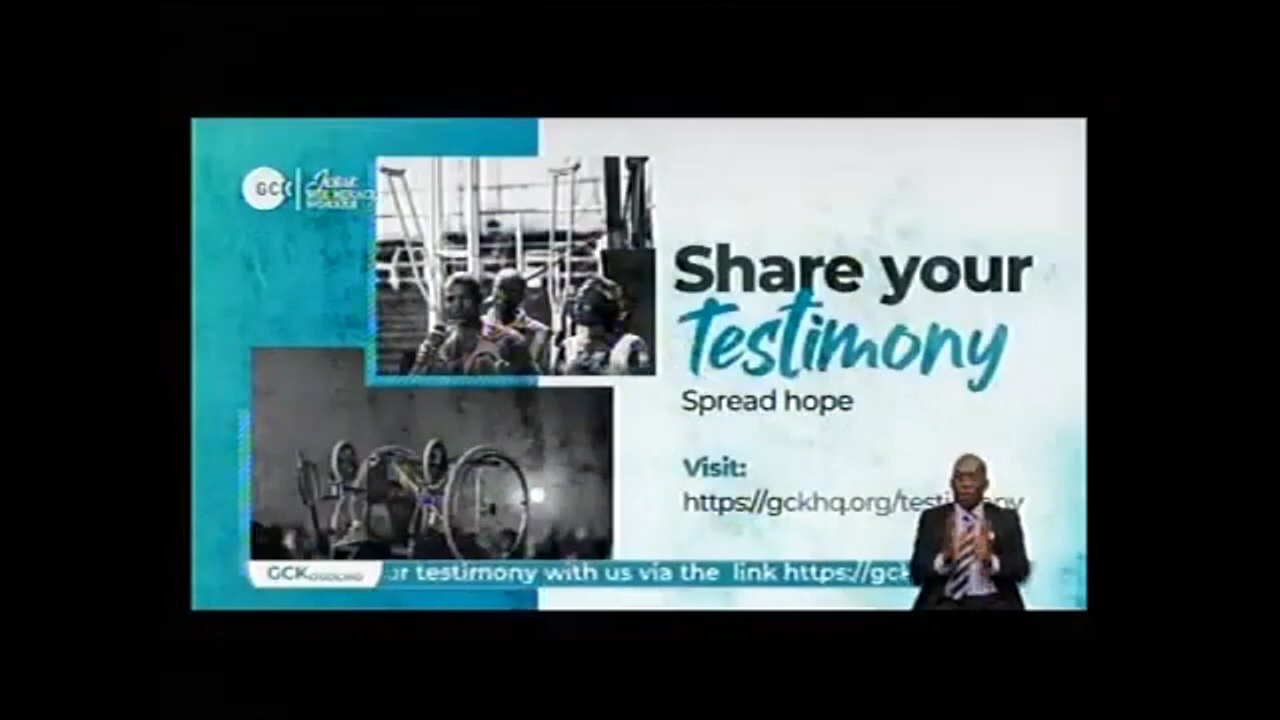 GCK
Share your
testimony
Spread hope
Visit:
https://gckhq.org/testimony
GCK
testimony with us via the link https://gck